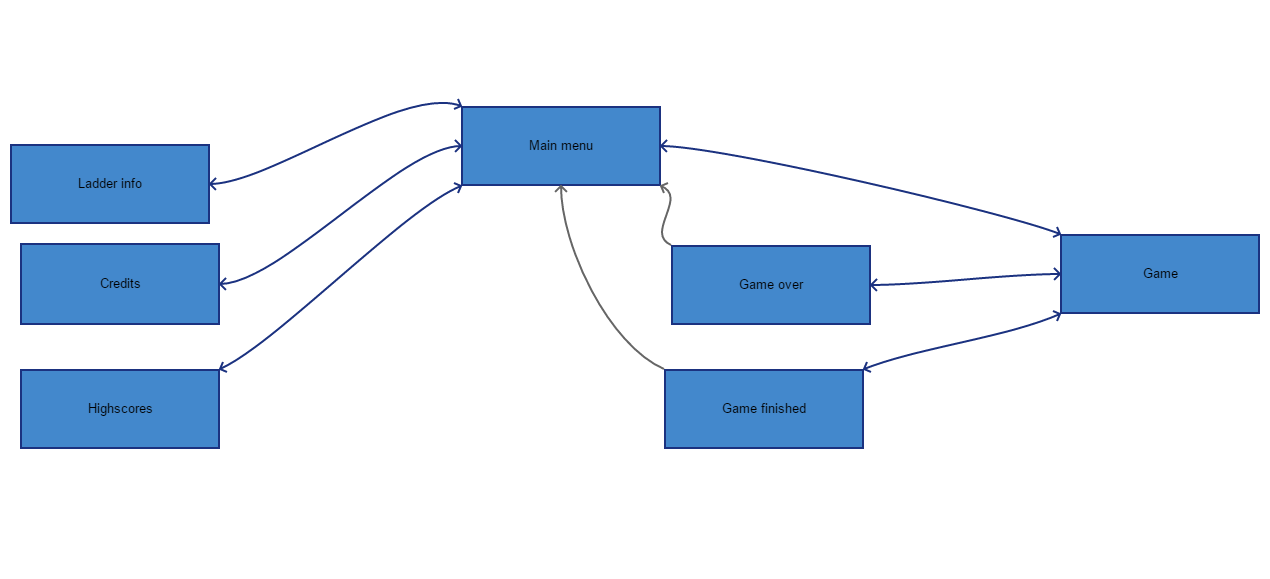 Main menu
Ladder info
Credits
Highscores
Game over
Game finished
Game